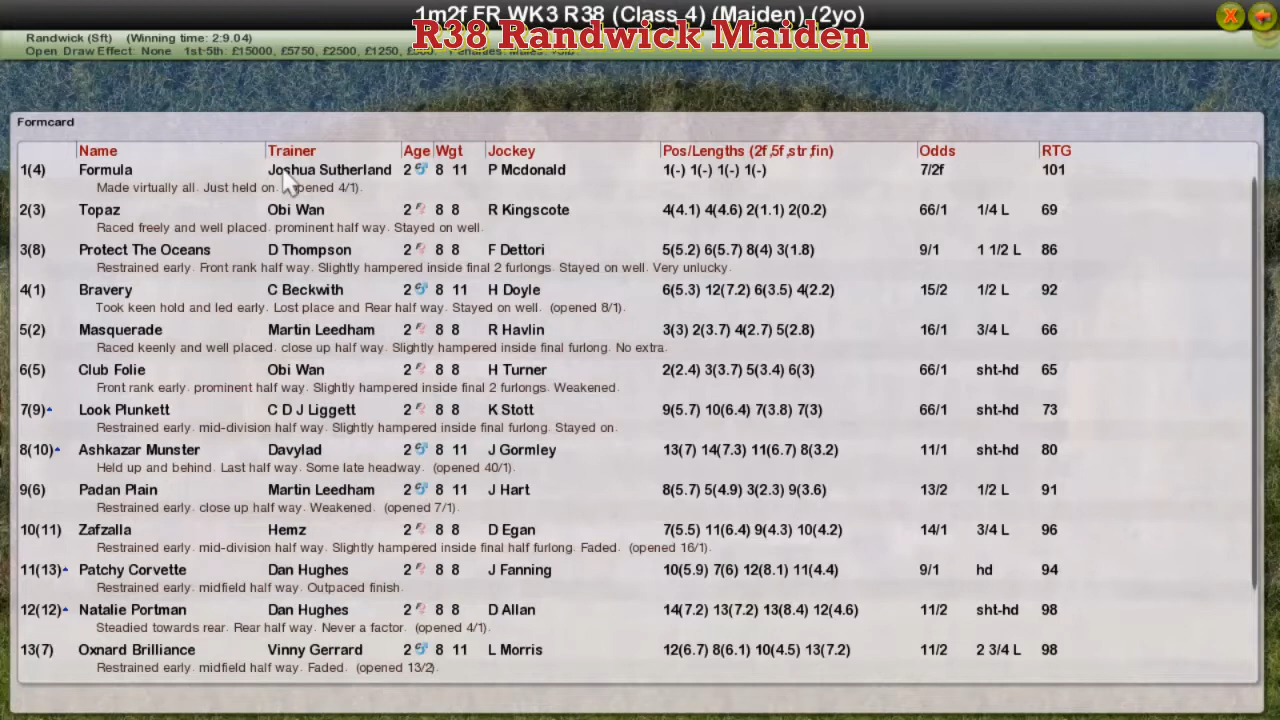 1m2f FR WK3 R38 (Class 4) (Maiden) (2yo)
R38 Randwick Maiden
Randwick (Sft) (Winning time: 2:9.04)
Open Draw Effect: None 1st-5th: £15000, £5750, £2500, £1250,
Formcard
Name Trainer Age Wgt Jockey Pos/Lengths (2f,5f,str,fin) Odds RTG
1(4) Formula Joshua Sutherland 2 8 11 P Mcdonald 1(-) 1(-) 1(-) 1(-) 7/2f 101
Made virtually all. Just held on. (opened 4/1).
2(3) Topaz Obi Wan 2 8 8 R Kingscote 4(4.1) 4(4.6) 2(1.1) 2(0.2) 66/1 1/4 L 69
Raced freely and well placed. prominent half way. Stayed on well.
3(8) Protect The Oceans D Thompson 2 8 8 F Dettori 5(5.2) 6(5.7) 8(4) 3(1.8) 9/1 1 1/2 L 86
Restrained early. Front rank half way. Slightly hampered inside final 2 furlongs. Stayed on well. Very unlucky.
4(1) Bravery C Beckwith 2 8 11 H Doyle 6(5.3) 12(7.2) 6(3.5) 4(2.2) 15/2 1/2 L 92
Took keen hold and led early. Lost place and Rear half way. Stayed on well. (opened 8/1).
5(2) Masquerade Martin Leedham 2 8 8 R Havlin 3(3) 2(3.7) 4(2.7) 5(2.8) 16/1 3/4 L 66
Raced keenly and well placed. close up half way. Slightly hampered inside final furlong. No extra.
6(5) Club Folie Obi Wan 2 8 8 H Turner 2(2.4) 3(3.7) 5(3.4) 6(3) 66/1 sht-hd 65
Front rank early. prominent half way. Slightly hampered inside final 2 furlongs. Weakened.
7(9) Look Plunkett C D J Liggett 2 8 8 K Stott 9(5.7) 10(6.4) 7(3.8) 7(3) 66/1 sht-hd 73
Restrained early. mid-division half way. Slightly hampered inside final furlong. Stayed on.
8(10) Ashkazar Munster Davylad 2 8 11 J Gormley 13(7) 14(7.3) 11(6.7) 8(3.2) 11/1 sht-hd 80
Held up and behind. Last half way. Some late headway. (opened 40/1).
9(6) Padan Plain Martin Leedham 2 8 11 J Hart 8(5.7) 5(4.9) 3(2.3) 9(3.6) 13/2 1/2 L 91
Restrained early. close up half way. Weakened. (opened 7/1).
10(11) Zafzalla Hemz 2 8 8 D Egan 7(5.5) 11(6.4) 9(4.3) 10(4.2) 14/1 3/4 L 96
Restrained early. mid-division half way. Slightly hampered inside final half furlong. Faded. (opened 16/1).
11(13) Patchy Corvette Dan Hughes 2 8 8 J Fanning 10(5.9) 7(6) 12(8.1) 11(4.4) 9/1 hd 94
Restrained early. midfield half way. Outpaced finish.
12(12) Natalie Portman Dan Hughes 2 8 8 D Allan 14(7.2) 13(7.2) 13(8.4) 12(4.6) 11/2 sht-hd 98
Steadied towards rear. Rear half way. Never a factor. (opened 4/1).
13(7) Oxnard Brilliance Vinny Gerrard 2 8 11 L Morris 12(6.7) 8(6.1) 10(4.5) 13(7.2) 11/2 2 3/4 L 98
Restrained early. midfield half way. Faded. (opened 13/2).